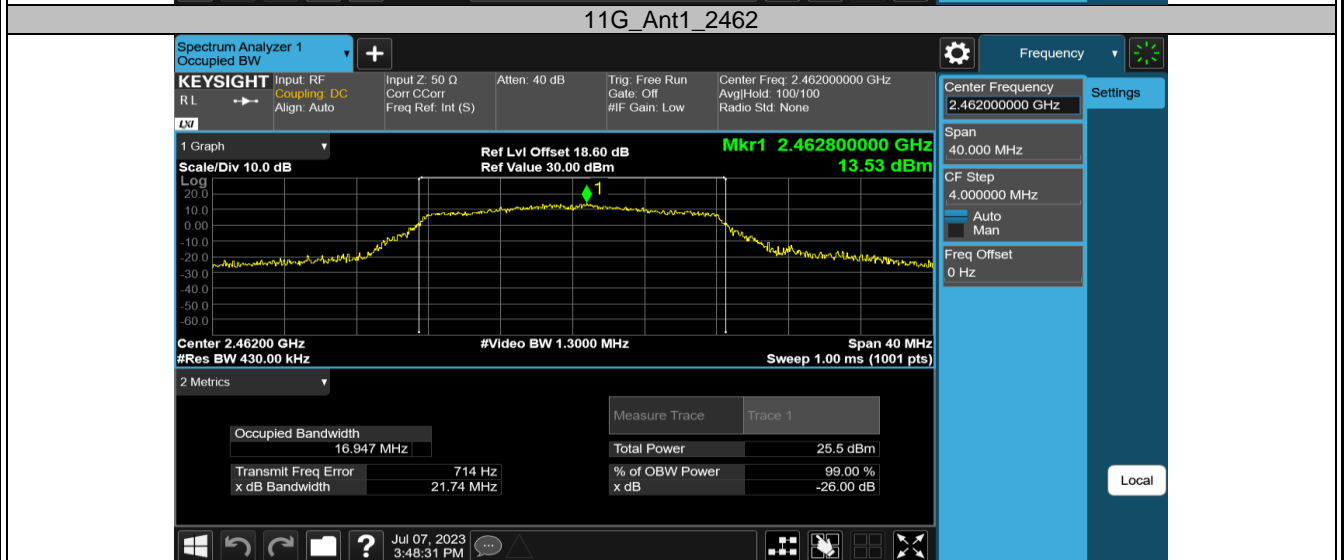 11G_Ant1_2462
Spectrum Analyzer 1
Occupied BW
+
Frequency
KEYSIGHT
RL
LXI
Input: RF
Coupling: DC
Align: Auto
Input Z: 50 Ω
Corr CCorr
Freq Ref: Int (S)
Atten: 40 dB
Trig: Free Run
Gate: Off
#IF Gain: Low
Center Freq: 2.462000000 GHz
Avg|Hold: 100/100
Radio Std: None
1 Graph
Scale/Div 10.0 dB
Ref Lvl Offset 18.60 dB
Ref Value 30.00 dBm
Mkr1 2.462800000 GHz
13.53 dBm
Log
20.0
10.0
0.00
-10.0
-20.0
-30.0
-40.0
-50.0
-60.0
1
Center 2.46200 GHz
#Res BW 430.00 kHz
#Video BW 1.3000 MHz
Span 40 MHz
Sweep 1.00 ms (1001 pts)
2 Metrics
Measure Trace Trace 1
Occupied Bandwidth
16.947 MHz
Total Power 25.5 dBm
Transmit Freq Error 714 Hz
% of OBW Power 99.00 %
x dB Bandwidth 21.74 MHz
x dB -26.00 dB
Center Frequency
2.462000000 GHz
Settings
Span
40.000 MHz
CF Step
4.000000 MHz
Auto
Man
Freq Offset
0 Hz
Local
?
Jul 07, 2023
3:48:31 PM